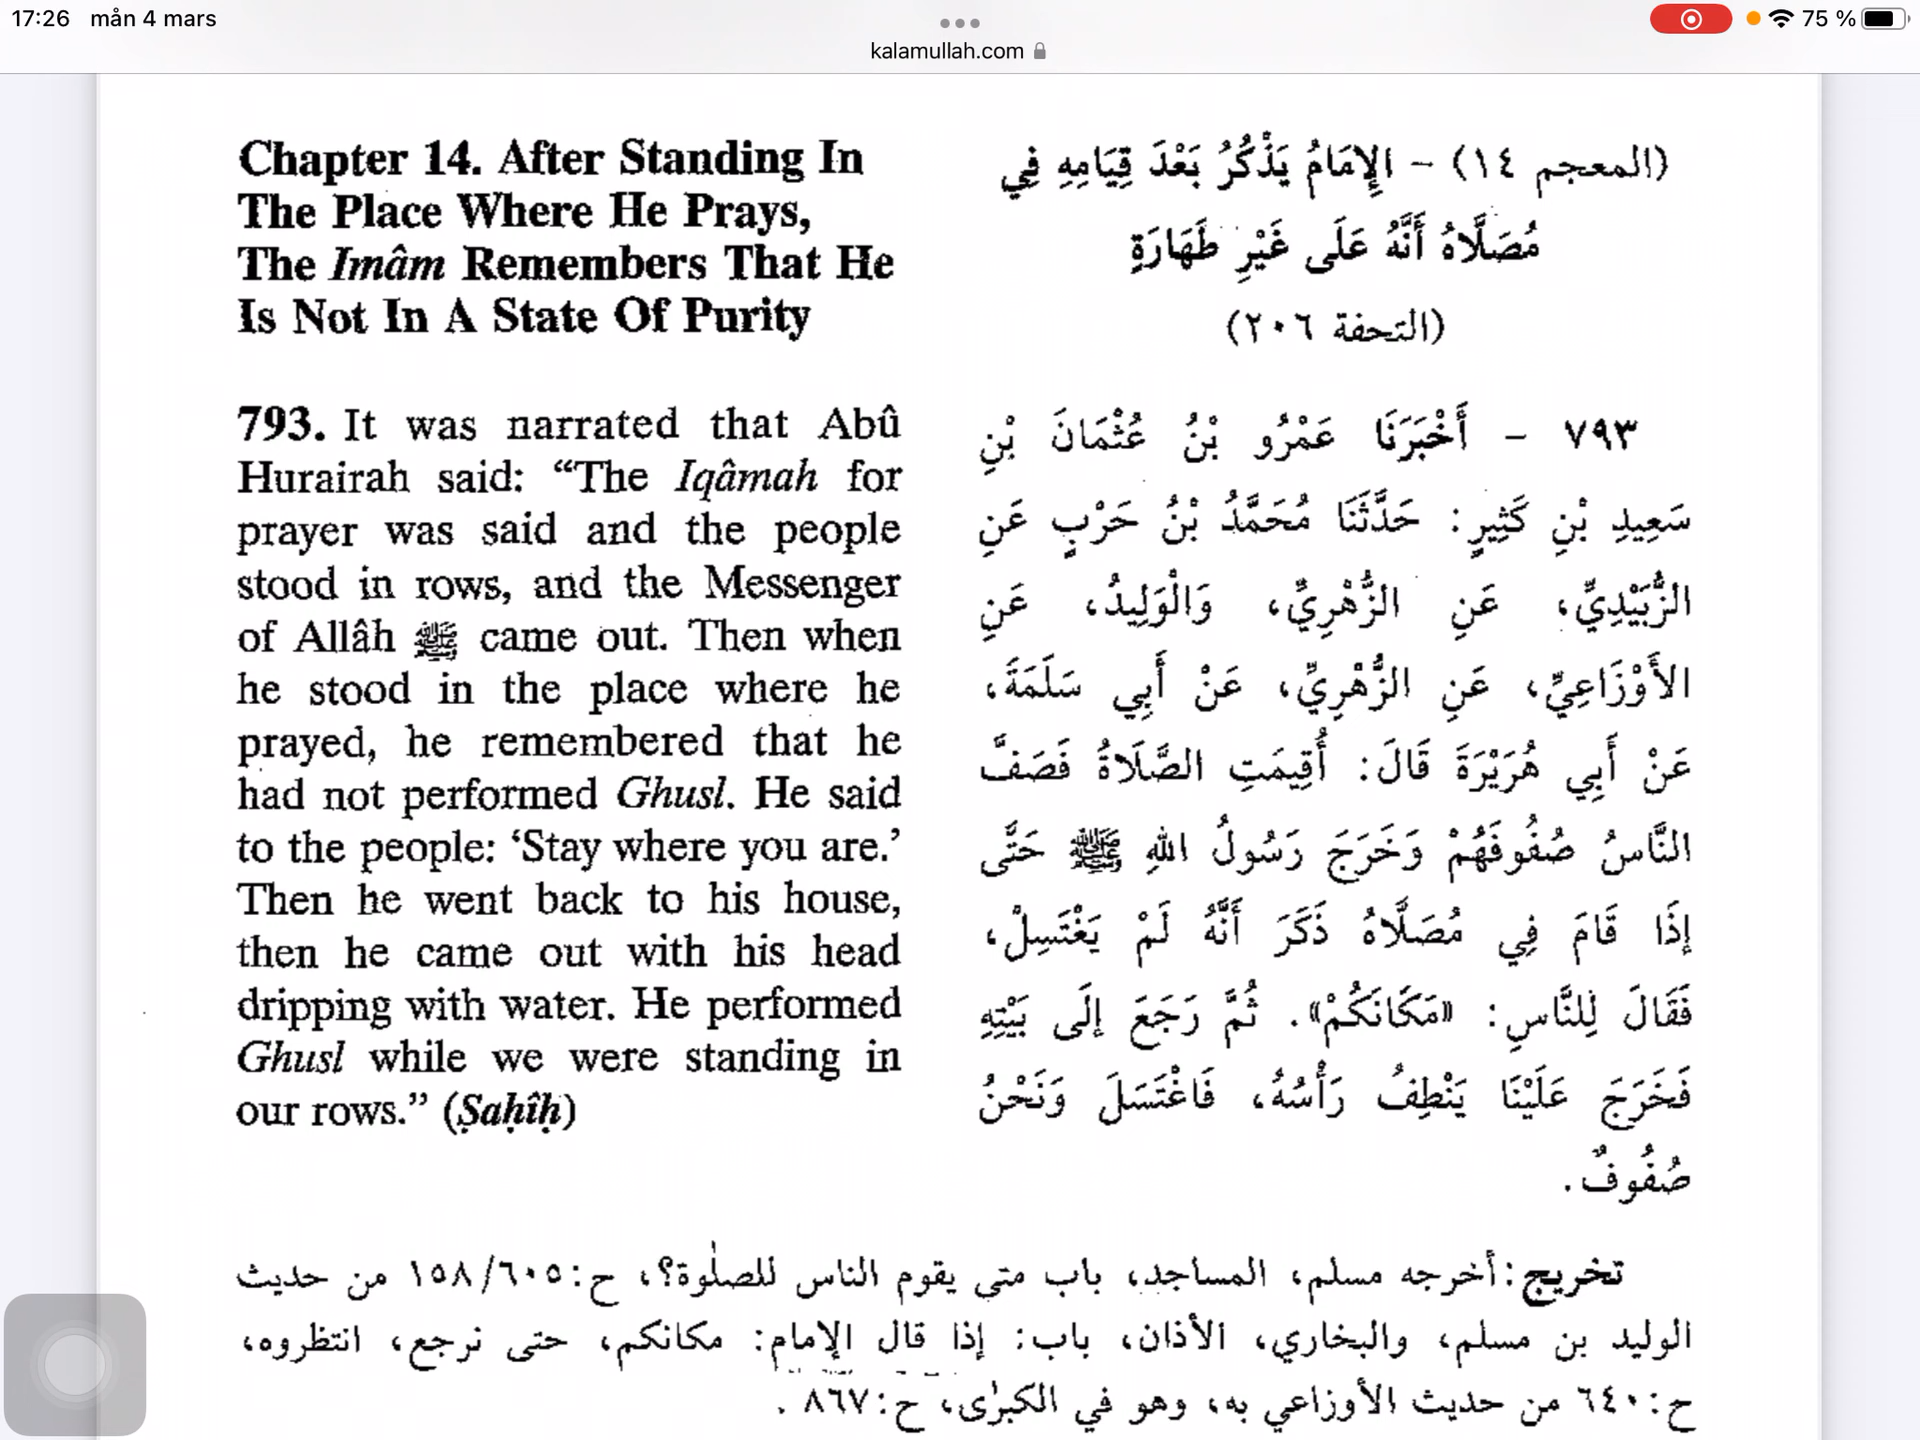 17:26 mån 4 mars
75 %
kalamullah.com
Chapter 14. After Standing In
The Place Where He Prays,
The Imâm Remembers That He
Is Not In A State Of Purity
(المعجم ١٤) - الإِمَامُ يَذْكُرُ بَعْدَ قِيَامِهِ فِي
مُصَلَّاهُ أَنَّهُ عَلَى غَيْرِ طَهَارَةٍ
(التحفة ٢٠٦)
793. It was narrated that Abû
Hurairah said: “The Iqâmah for
prayer was said and the people
stood in rows, and the Messenger
of Allâh ﷺ came out. Then when
he stood in the place where he
prayed, he remembered that he
had not performed Ghusl. He said
to the people: ‘Stay where you are.’
Then he went back to his house,
then he came out with his head
dripping with water. He performed
Ghusl while we were standing in
our rows.” (Ṣaḥîḥ)
٧٩٣ - أَخْبَرَنَا عَمْرُو بْنُ عُثْمَانَ بْنِ
سَعِيدِ بْنِ كَثِيرٍ: حَدَّثَنَا مُحَمَّدُ بْنُ حَرْبٍ عَنِ
الزُّبَيْدِيِّ، عَنِ الزُّهْرِيِّ، وَالْوَلِيدُ، عَنِ
الأَوْزَاعِيِّ، عَنِ الزُّهْرِيِّ، عَنْ أَبِي سَلَمَةَ،
عَنْ أَبِي هُرَيْرَةَ قَالَ: أُقِيمَتِ الصَّلَاةُ فَصَفَّ
النَّاسُ صُفُوفَهُمْ وَخَرَجَ رَسُولُ اللهِ ﷺ حَتَّى
إِذَا قَامَ فِي مُصَلَّاهُ ذَكَرَ أَنَّهُ لَمْ يَغْتَسِلْ،
فَقَالَ لِلنَّاسِ: «مَكَانَكُمْ». ثُمَّ رَجَعَ إِلَى بَيْتِهِ
فَخَرَجَ عَلَيْنَا يَنْطِفُ رَأْسُهُ، فَاغْتَسَلَ وَنَحْنُ
صُفُوفٌ.
تخريج: أخرجه مسلم، المساجد، باب متى يقوم الناس للصلٰوة؟، ح:٦٠٥/١٥٨ من حديث
الوليد بن مسلم، والبخاري، الأذان، باب: إذا قال الإمام: مكانكم، حتى نرجع، انتظروه،
ح:٦٤٠ من حديث الأوزاعي به، وهو في الكبرٰى، ح:٨٦٧.